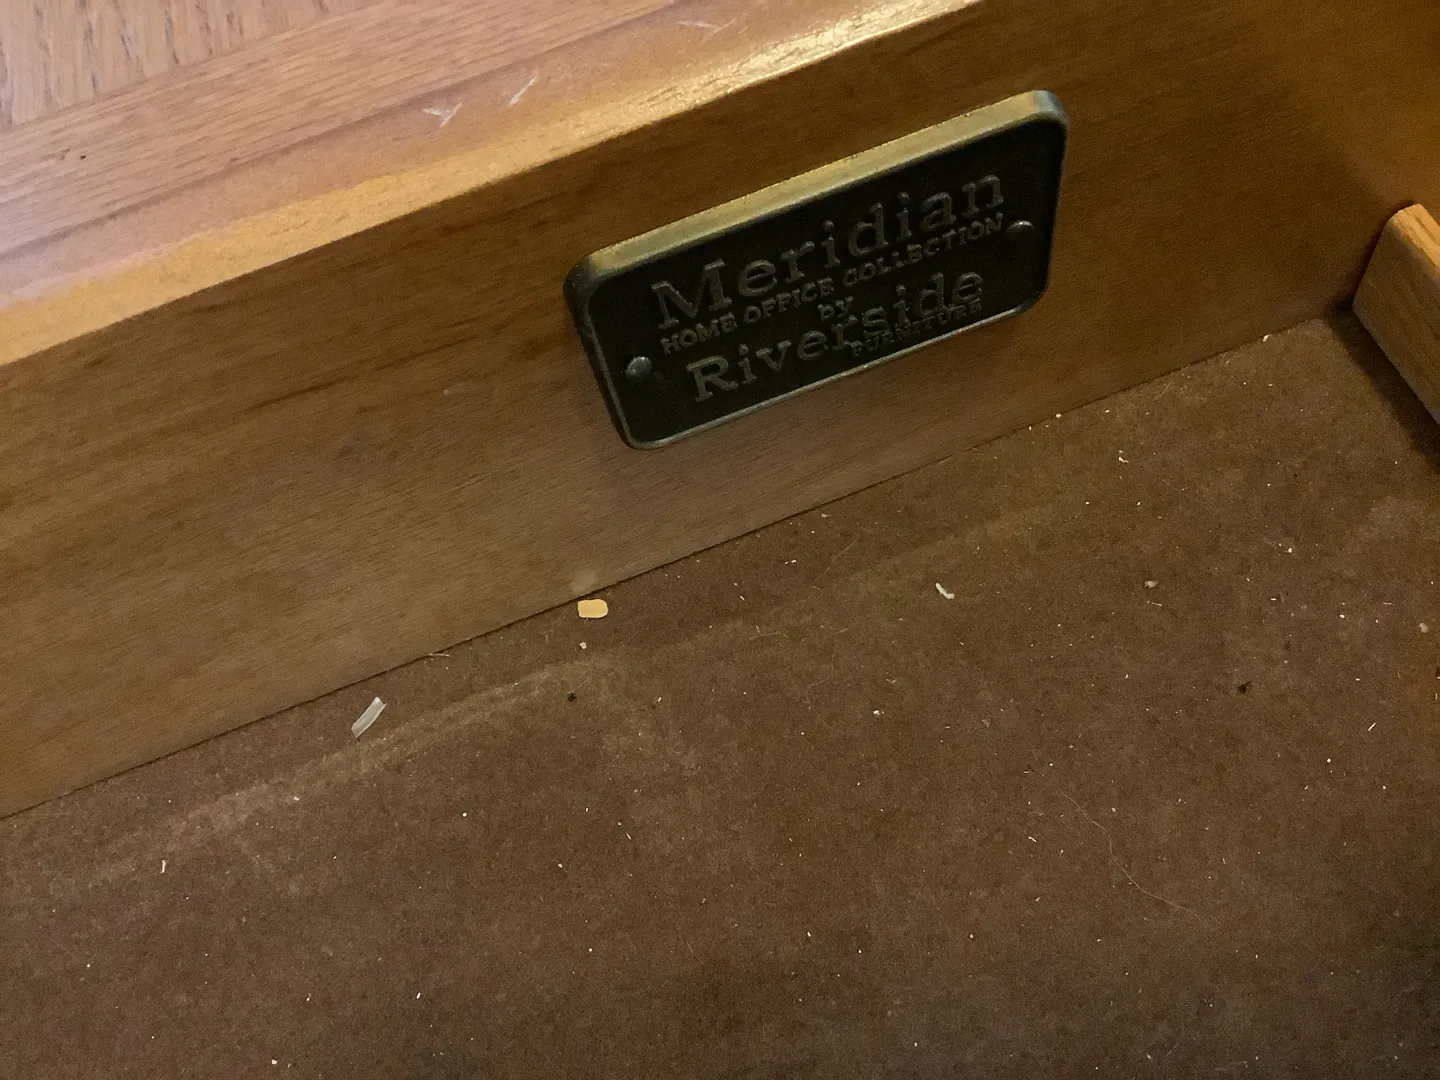 Meridian
HOME OFFICE COLLECTION
by
Riverside
FURNITURE